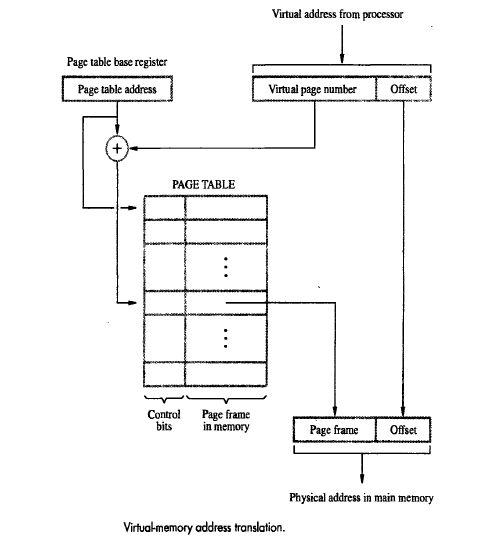 Virtual address from processor
Page table base register
Page table address
Virtual page number
Offset
+
PAGE TABLE
Control
bits
Page frame
in memory
Page frame
Offset
Physical address in main memory
Virtual-memory address translation.